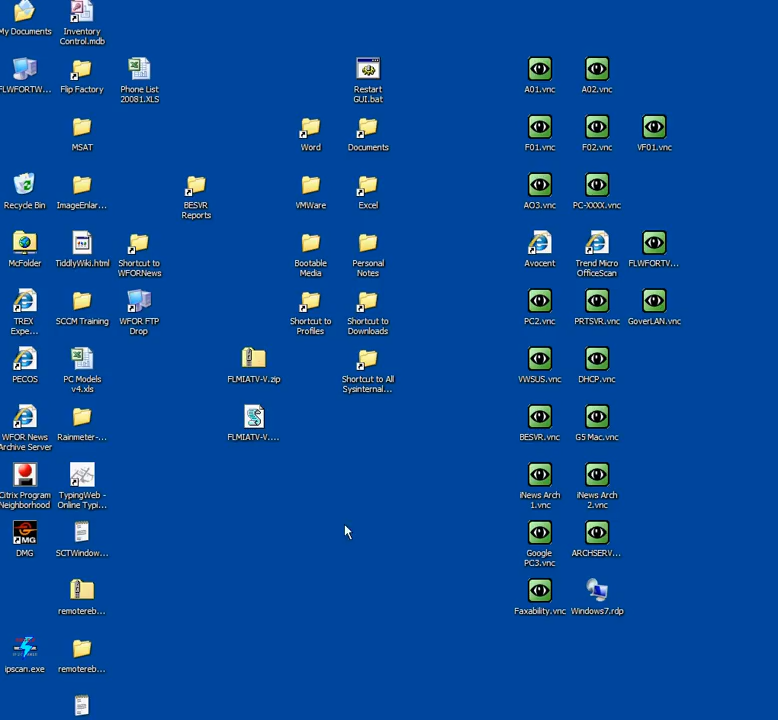 My Documents
Inventory
Control.mdb
FLWFORTW...
Flip Factory
Phone List
20081.XLS
Restart
GUI.bat
A01.vnc
A02.vnc
MSAT
Word
Documents
F01.vnc
F02.vnc
VF01.vnc
Recycle Bin
ImageEnlar...
BESVR
Reports
VMWare
Excel
AO3.vnc
PC-XXXX.vnc
McFolder
TiddlyWiki.html
Shortcut to
WFORNews
Bootable
Media
Personal
Notes
Avocent
Trend Micro
OfficeScan
FLWFORTV...
TREX
Expe...
SCCM Training
WFOR FTP
Drop
Shortcut to
Profiles
Shortcut to
Downloads
PC2.vnc
PRTSVR.vnc
GoverLAN.vnc
PECOS
PC Models
v4.xls
FLMIATV-V.zip
Shortcut to All
Sysinternal...
VWSUS.vnc
DHCP.vnc
WFOR News
Archive Server
Rainmeter-...
FLMIATV-V....
BESVR.vnc
G5 Mac.vnc
Citrix Program
Neighborhood
TypingWeb -
Online Typi...
iNews Arch
1.vnc
iNews Arch
2.vnc
MG
DMG
SCTWindow...
Google
PC3.vnc
ARCHSERV...
remotereb...
Faxability.vnc
Windows7.rdp
ipscan.exe
remotereb...